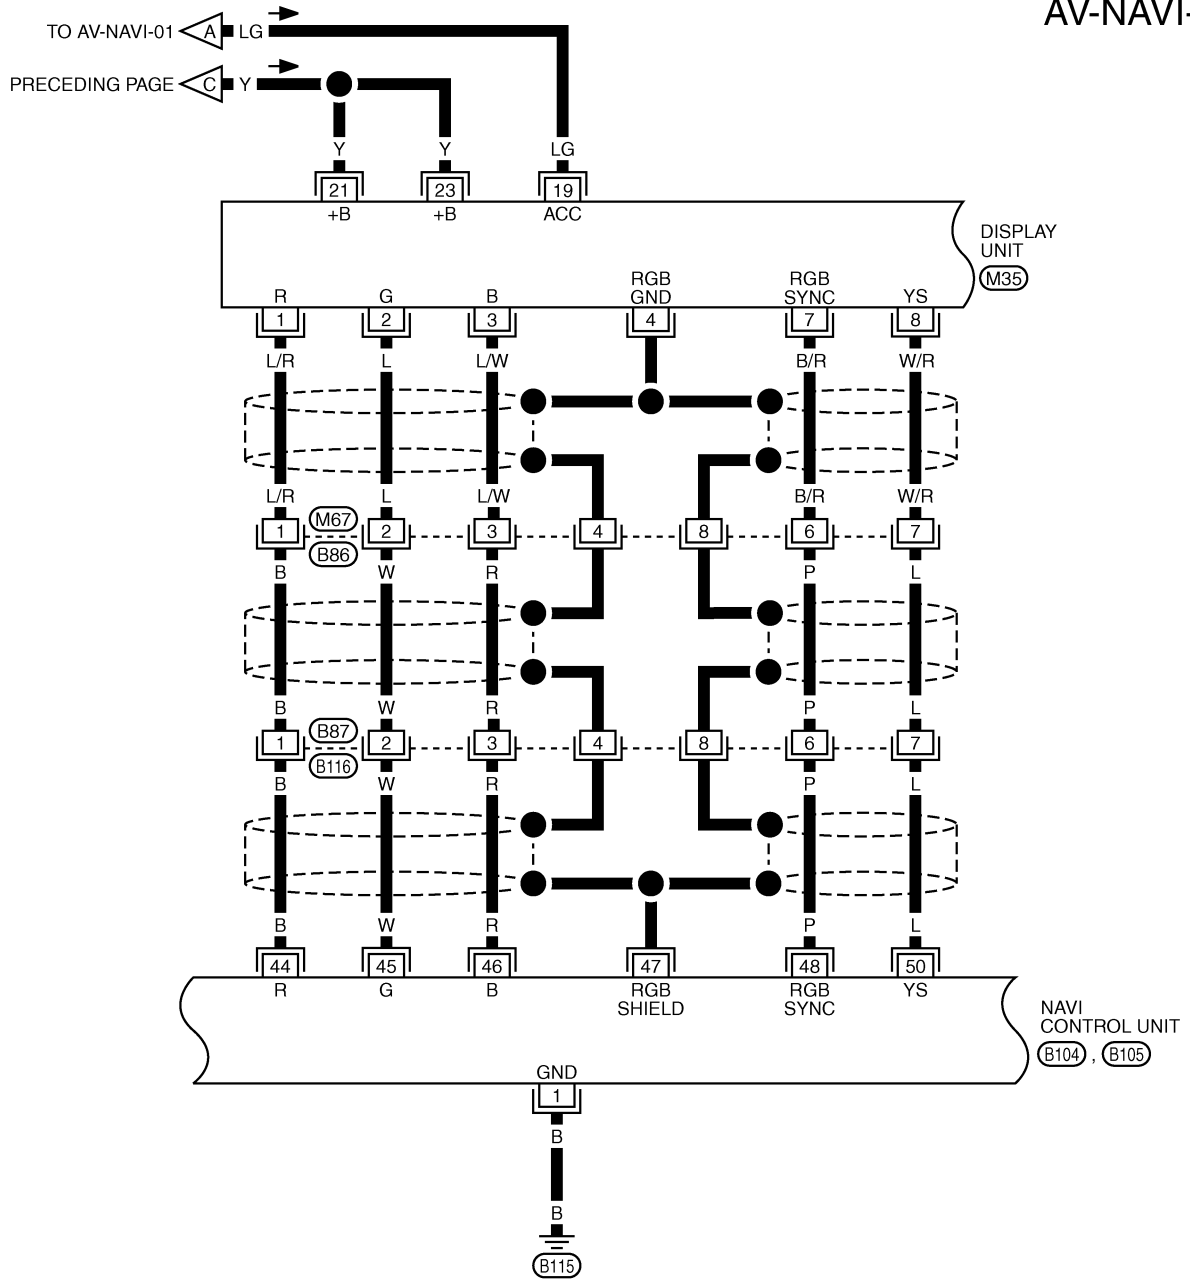 AV-NAVI-
TO AV-NAVI-01 A LG
PRECEDING PAGE C Y
Y Y LG
21 23 19
+B +B ACC
DISPLAY
UNIT
M35
R G B RGB GND RGB SYNC YS
1 2 3 4 7 8
L/R L L/W B/R W/R
L/R L L/W B/R W/R
M67
1 2 3 4 8 6 7
B86
B W R P L
B W R P L
B87
1 2 3 4 8 6 7
B116
B W R P L
B W R P L
44 45 46 47 48 50
R G B RGB SHIELD RGB SYNC YS
NAVI
CONTROL UNIT
B104 , B105
GND
1
B
B
B115